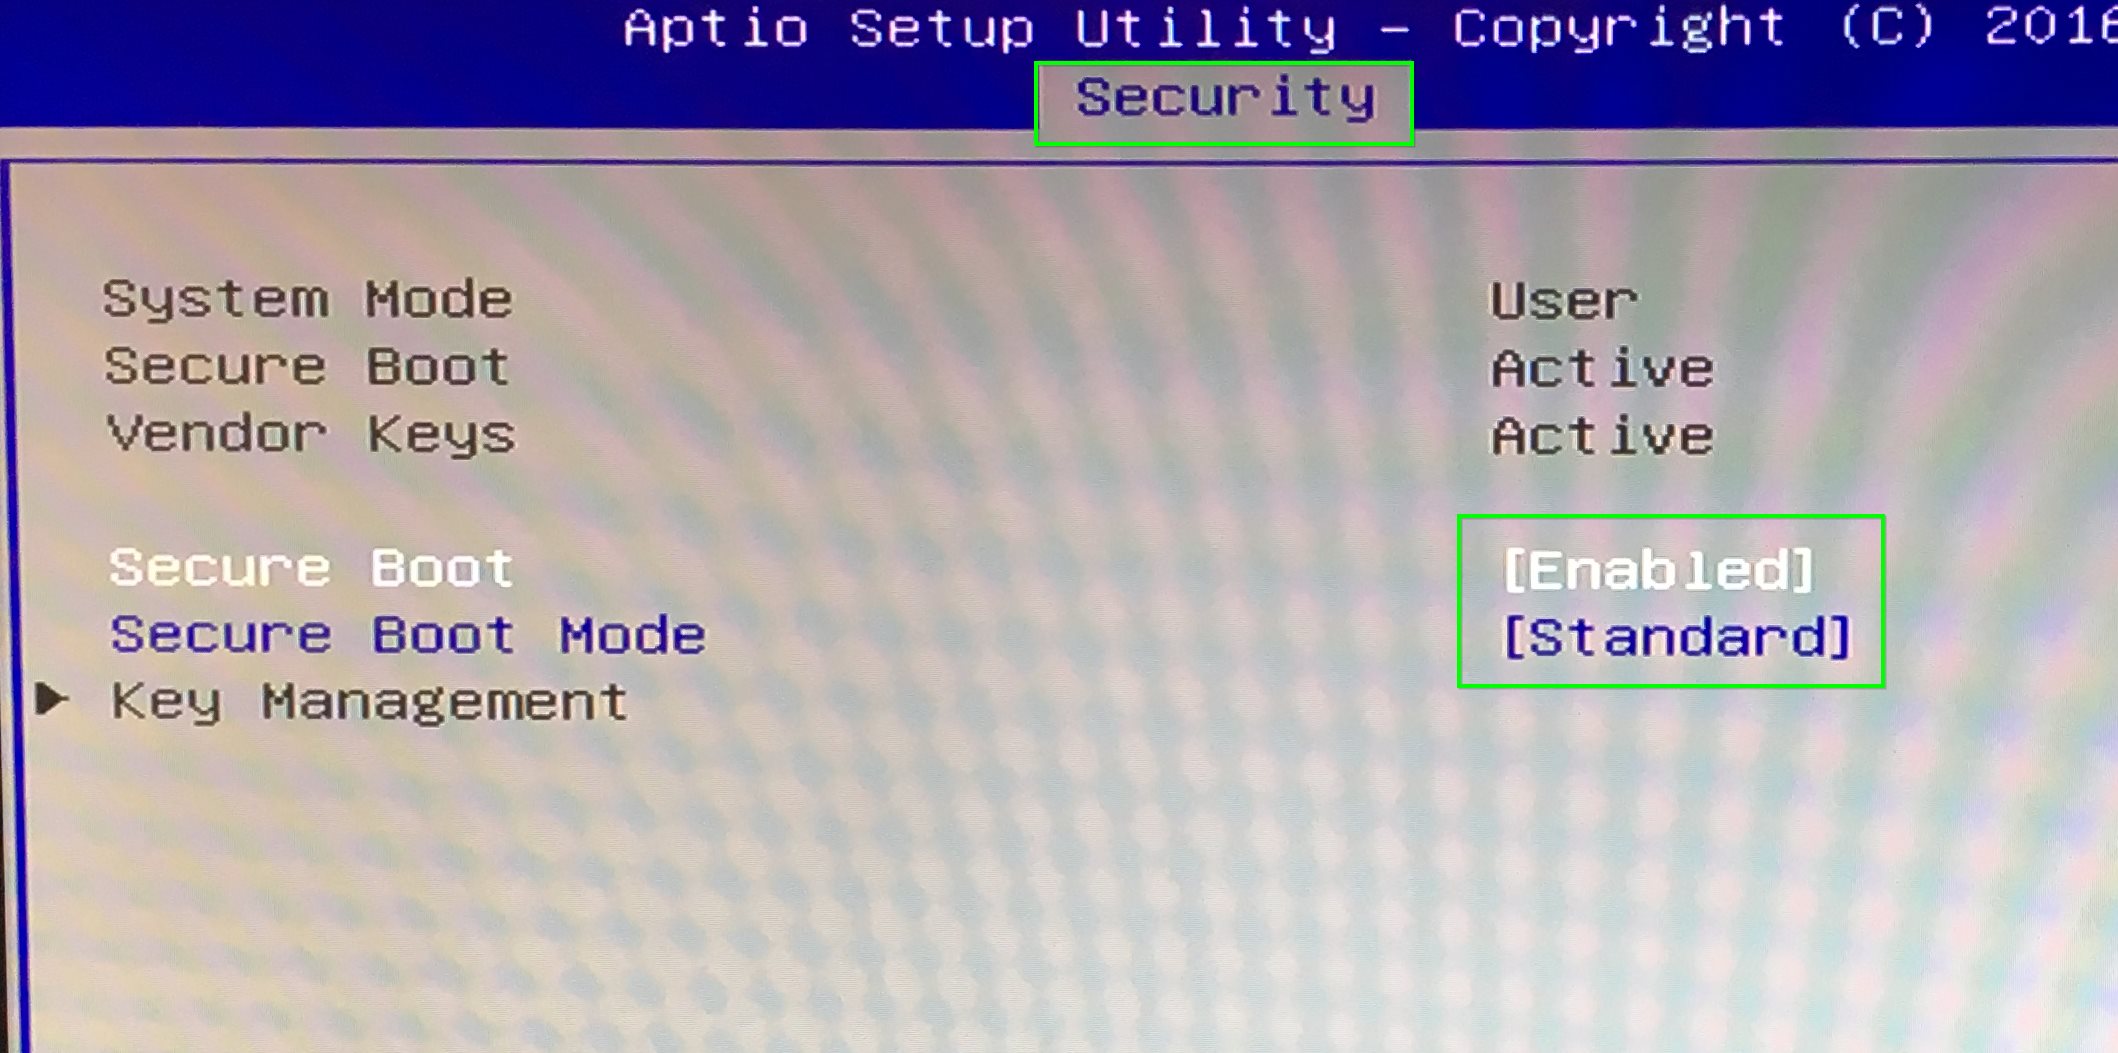 Aptio Setup Utility - Copyright (C) 2016
Security
System Mode User
Secure Boot Active
Vendor Keys Active
Secure Boot [Enabled]
Secure Boot Mode [Standard]
Key Management